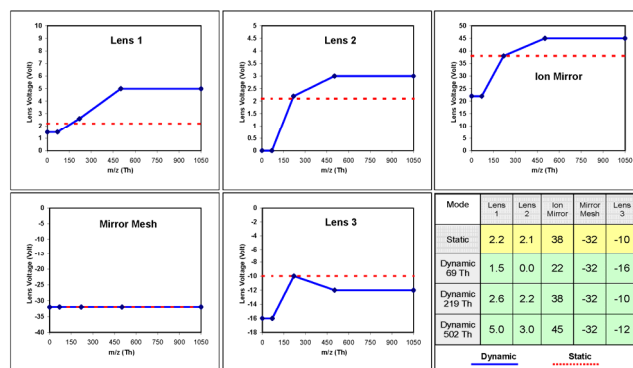 Lens 1
Lens Voltage (Volt)
10
9
8
7
6
5
4
3
2
1
0
0 150 300 450 600 750 900 1050
m/z (Th)
Lens 2
Lens Voltage (Volt)
5
4.5
4
3.5
3
2.5
2
1.5
1
0.5
0
0 150 300 450 600 750 900 1050
m/z (Th)
Ion Mirror
Lens Voltage (Volt)
50
45
40
35
30
25
20
15
10
5
0
0 150 300 450 600 750 900 1050
m/z (Th)
Mirror Mesh
Lens Voltage (Volt)
0
-5
-10
-15
-20
-25
-30
-35
-40
0 150 300 450 600 750 900 1050
m/z (Th)
Lens 3
Lens Voltage (Volt)
0
-2
-4
-6
-8
-10
-12
-14
-16
-18
0 150 300 450 600 750 900 1050
m/z (Th)
Mode Lens 1 Lens 2 Ion Mirror Mirror Mesh Lens 3
Static 2.2 2.1 38 -32 -10
Dynamic 69 Th 1.5 0.0 22 -32 -16
Dynamic 219 Th 2.6 2.2 38 -32 -10
Dynamic 502 Th 5.0 3.0 45 -32 -12
Dynamic Static